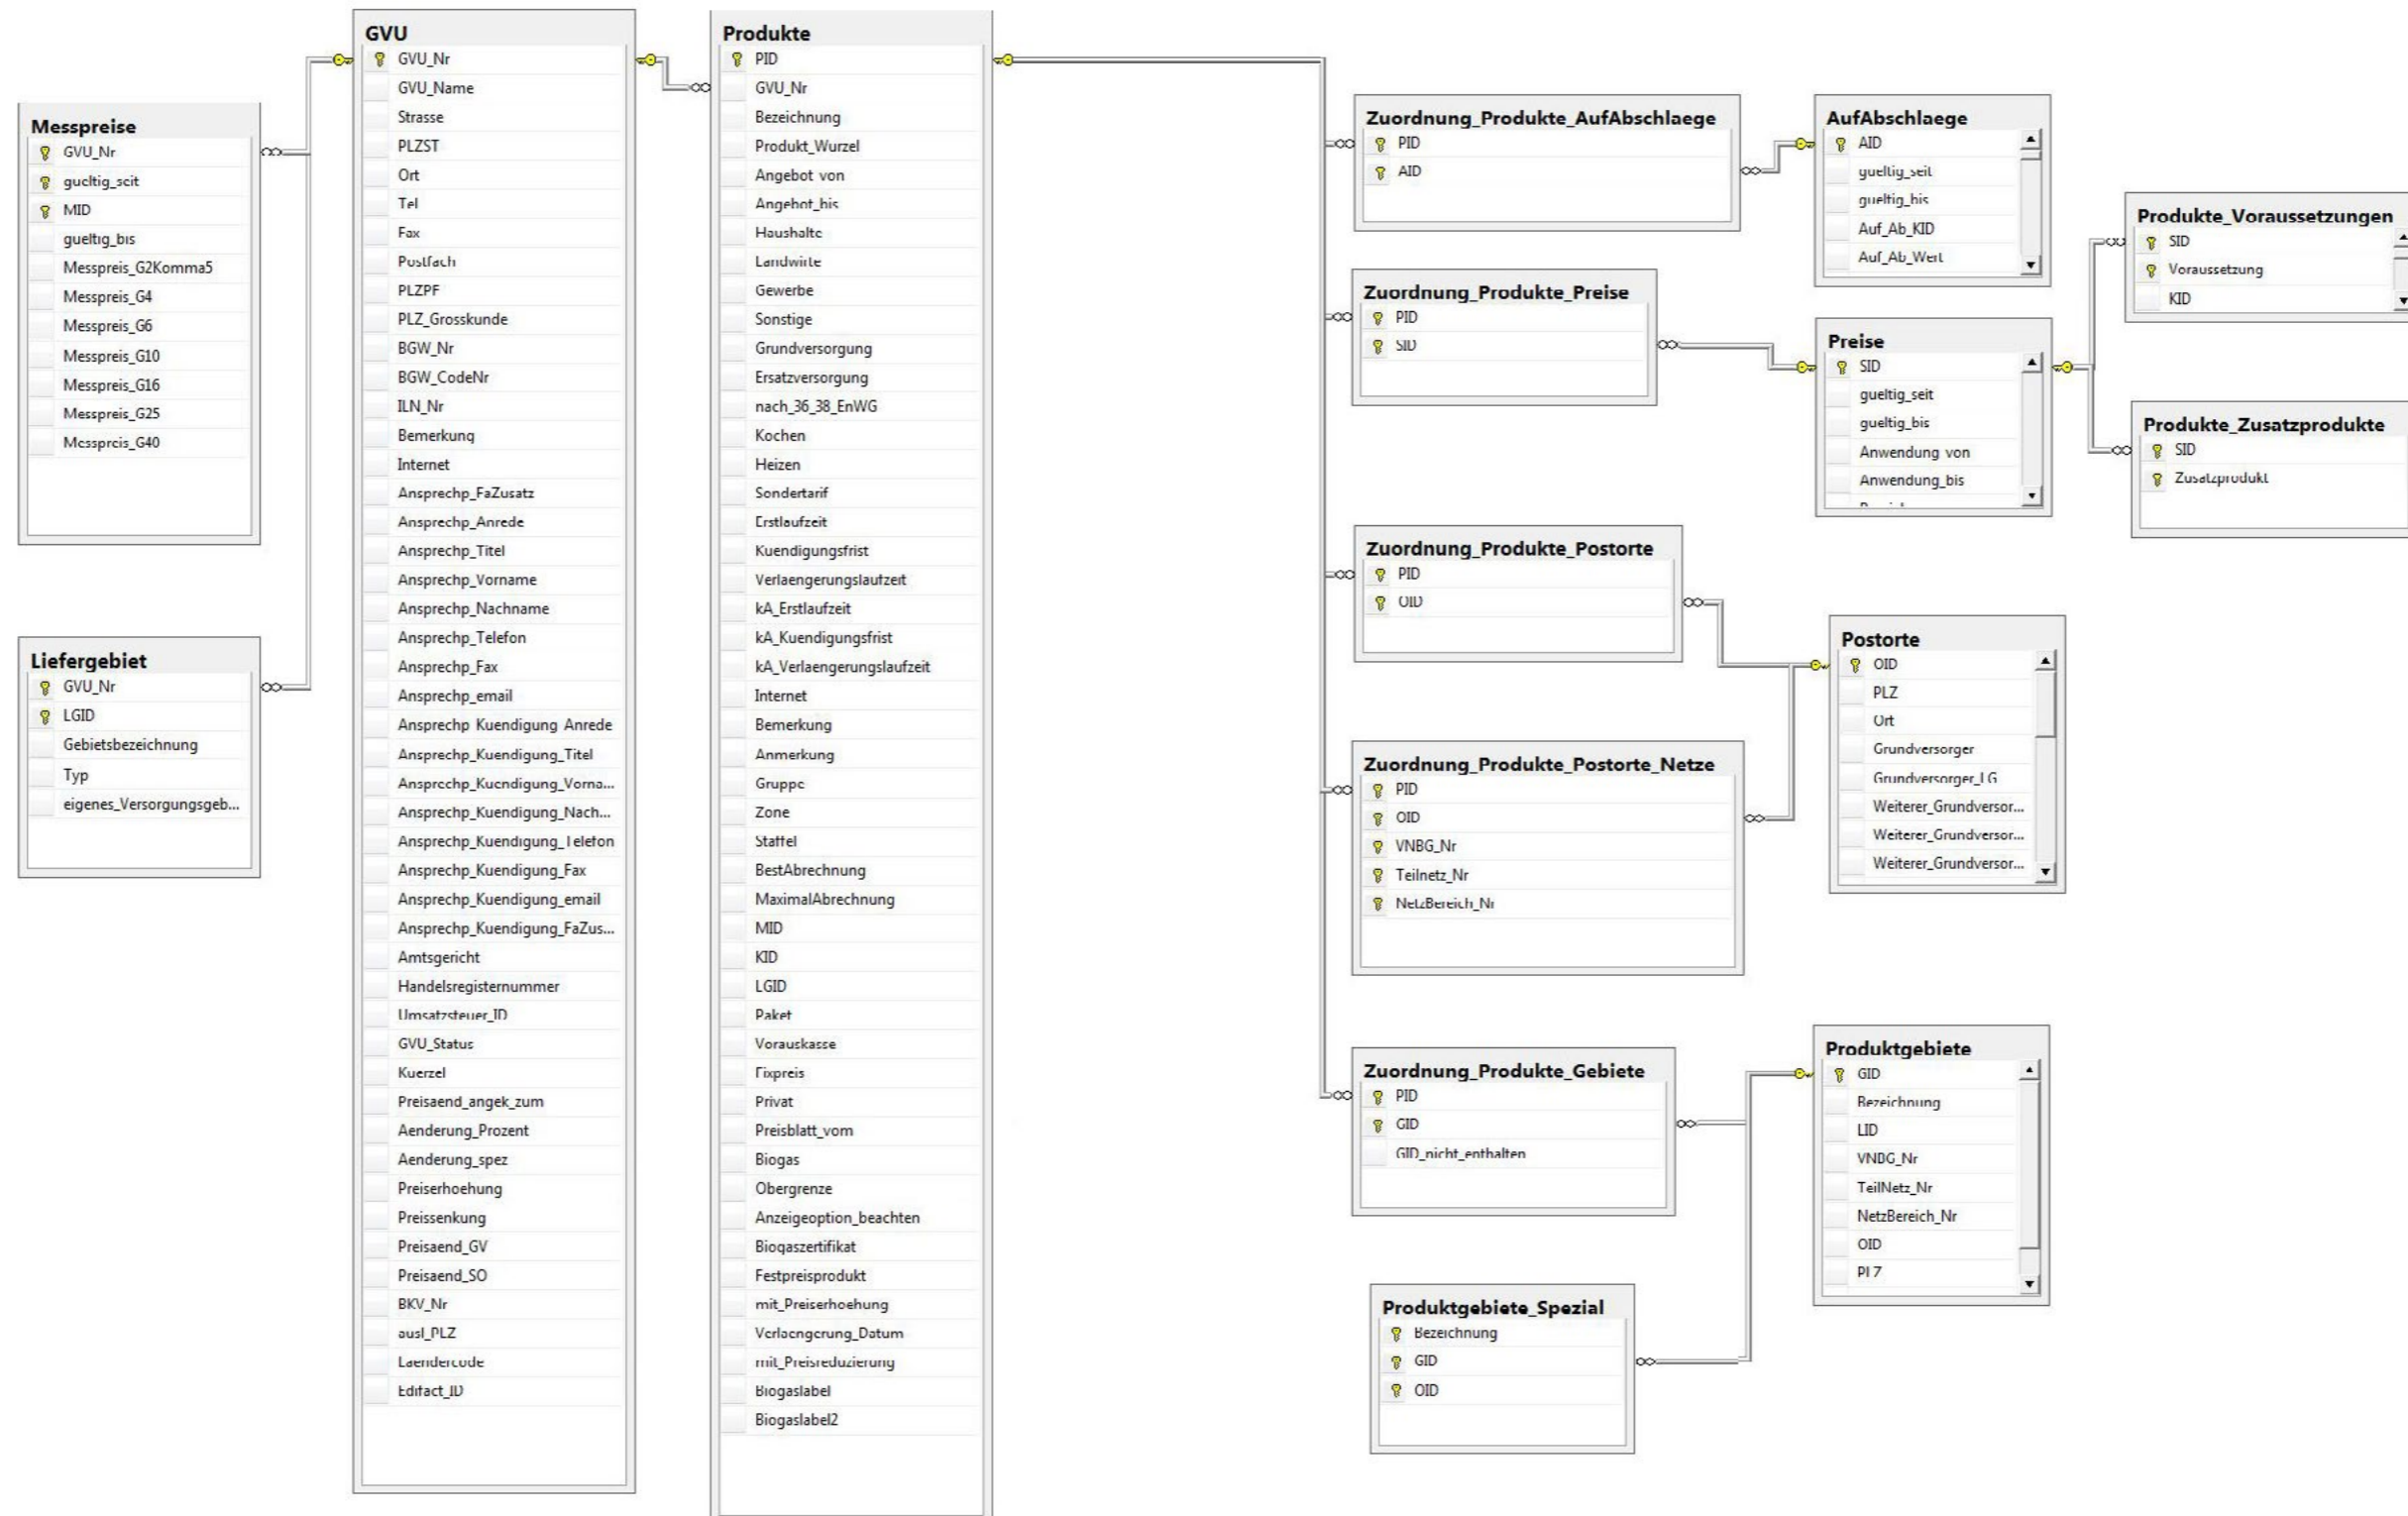 GVU
GVU_Nr
GVU_Name
Strasse
PLZST
Ort
Tel
Fax
Postfach
PLZPF
PLZ_Grosskunde
BGW_Nr
BGW_CodeNr
ILN_Nr
Bemerkung
Internet
Ansprechp_FaZusatz
Ansprechp_Anrede
Ansprechp_Titel
Ansprechp_Vorname
Ansprechp_Nachname
Ansprechp_Telefon
Ansprechp_Fax
Ansprechp_email
Ansprechp_Kuendigung_Anrede
Ansprechp_Kuendigung_Titel
Ansprechp_Kuendigung_Vorna...
Ansprechp_Kuendigung_Nach...
Ansprechp_Kuendigung_Telefon
Ansprechp_Kuendigung_Fax
Ansprechp_Kuendigung_email
Ansprechp_Kuendigung_FaZus...
Amtsgericht
Handelsregisternummer
Umsatzsteuer_ID
GVU_Status
Kuerzel
Preisaend_angek_zum
Aenderung_Prozent
Aenderung_spez
Preiserhoehung
Preissenkung
Preisaend_GV
Preisaend_SO
BKV_Nr
ausl_PLZ
Laendercode
Edifact_ID
Messpreise
GVU_Nr
gueltig_seit
MID
gueltig_bis
Messpreis_G2Komma5
Messpreis_G4
Messpreis_G6
Messpreis_G10
Messpreis_G16
Messpreis_G25
Messpreis_G40
Liefergebiet
GVU_Nr
LGID
Gebietsbezeichnung
Typ
eigenes_Versorgungsgeb...
Produkte
PID
GVU_Nr
Bezeichnung
Produkt_Wurzel
Angebot_von
Angebot_bis
Haushalte
Landwirte
Gewerbe
Sonstige
Grundversorgung
Ersatzversorgung
nach_36_38_EnWG
Kochen
Heizen
Sondertarif
Erstlaufzeit
Kuendigungsfrist
Verlaengerungslaufzeit
kA_Erstlaufzeit
kA_Kuendigungsfrist
kA_Verlaengerungslaufzeit
Internet
Bemerkung
Anmerkung
Gruppe
Zone
Staffel
BestAbrechnung
MaximalAbrechnung
MID
KID
LGID
Paket
Vorauskasse
Fixpreis
Privat
Preisblatt_vom
Biogas
Obergrenze
Anzeigeoption_beachten
Biogaszertifikat
Festpreisprodukt
mit_Preiserhoehung
Verlaengerung_Datum
mit_Preisreduzierung
Biogaslabel
Biogaslabel2
Zuordnung_Produkte_AufAbschlaege
PID
AID
AufAbschlaege
AID
gueltig_seit
gueltig_bis
Auf_Ab_KID
Auf_Ab_Wert
Produkte_Voraussetzungen
SID
Voraussetzung
KID
Zuordnung_Produkte_Preise
PID
SID
Preise
SID
gueltig_seit
gueltig_bis
Anwendung_von
Anwendung_bis
Produkte_Zusatzprodukte
SID
Zusatzprodukt
Zuordnung_Produkte_Postorte
PID
OID
Postorte
OID
PLZ
Ort
Grundversorger
Grundversorger_LG
Weiterer_Grundversor...
Weiterer_Grundversor...
Weiterer_Grundversor...
Zuordnung_Produkte_Postorte_Netze
PID
OID
VNBG_Nr
Teilnetz_Nr
NetzBereich_Nr
Zuordnung_Produkte_Gebiete
PID
GID
GID_nicht_enthalten
Produktgebiete
GID
Bezeichnung
LID
VNBG_Nr
TeilNetz_Nr
NetzBereich_Nr
OID
PLZ
Produktgebiete_Spezial
Bezeichnung
GID
OID